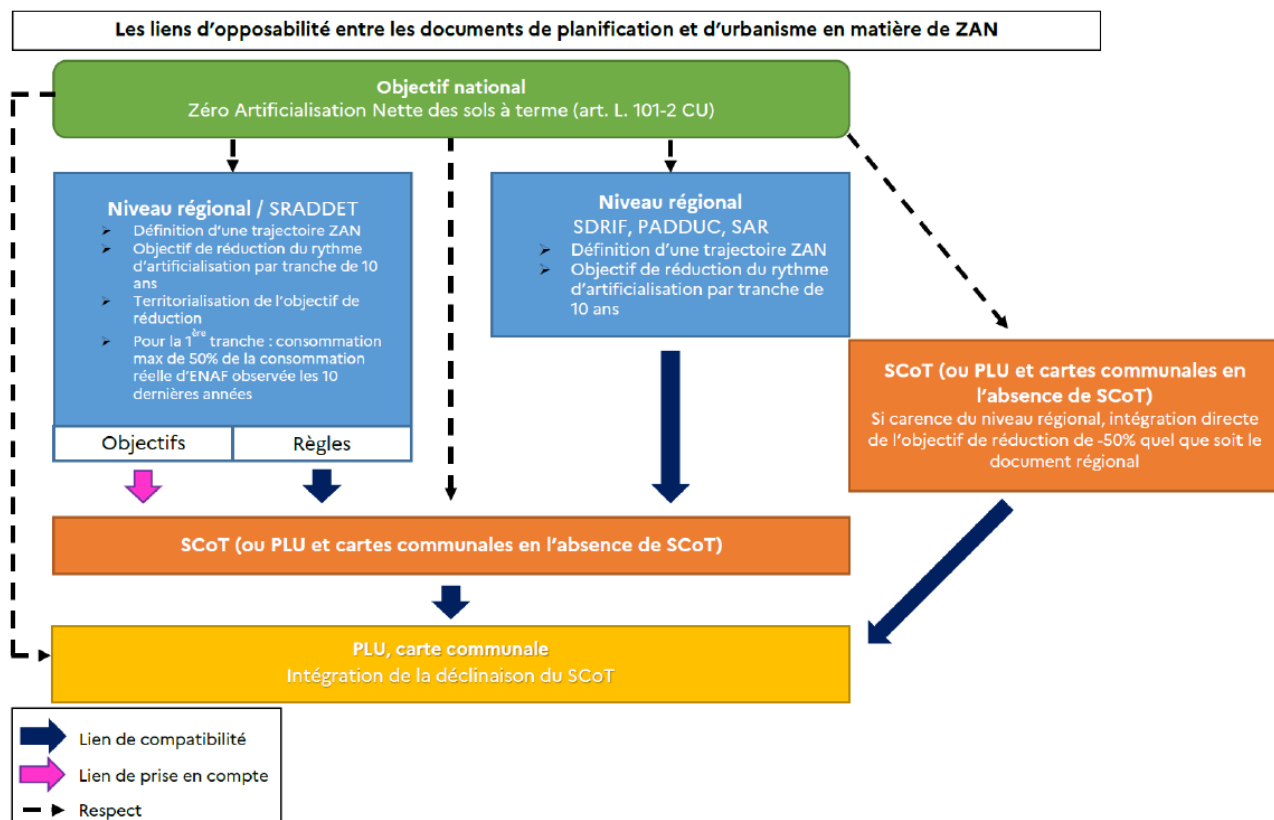 Les liens d'opposabilité entre les documents de planification et d'urbanisme en matière de ZAN
Objectif national
Zéro Artificialisation Nette des sols à terme (art. L. 101-2 CU)
Niveau régional / SRADDET
➢ Définition d'une trajectoire ZAN
➢ Objectif de réduction du rythme
d'artificialisation par tranche de 10
ans
➢ Territorialisation de l'objectif de
réduction
➢ Pour la 1ère tranche : consommation
max de 50% de la consommation
réelle d'ENAF observée les 10
dernières années
Objectifs
Règles
Niveau régional
SDRIF, PADDUC, SAR
➢ Définition d'une trajectoire ZAN
➢ Objectif de réduction du rythme
d'artificialisation par tranche de
10 ans
SCoT (ou PLU et cartes communales en
l'absence de SCoT)
Si carence du niveau régional, intégration directe
de l'objectif de réduction de -50% quel que soit le
document régional
SCoT (ou PLU et cartes communales en l'absence de SCoT)
PLU, carte communale
Intégration de la déclinaison du SCoT
Lien de compatibilité
Lien de prise en compte
Respect